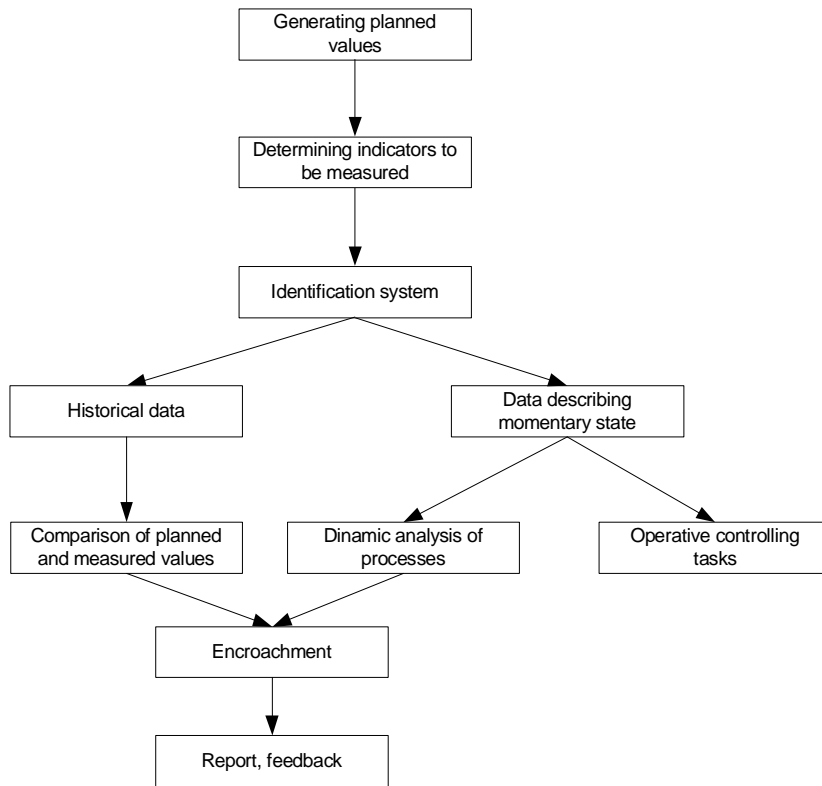 Generating planned
values
Determining indicators to
be measured
Identification system
Historical data
Data describing
momentary state
Comparison of planned
and measured values
Dinamic analysis of
processes
Operative controlling
tasks
Encroachment
Report, feedback